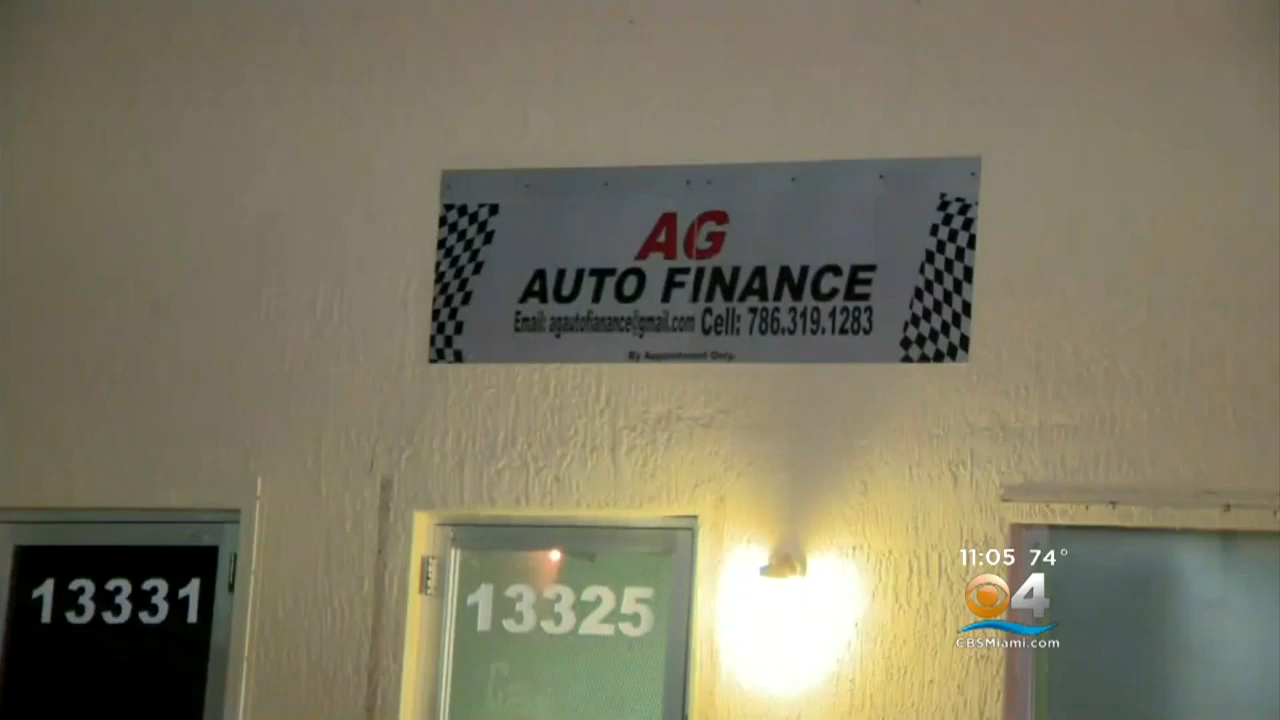 AG
AUTO FINANCE
Email: agautofianance@gmail.com Cell: 786.319.1283
By Appointment Only.
13331
13325
11:05 74°
4
CBSMiami.com